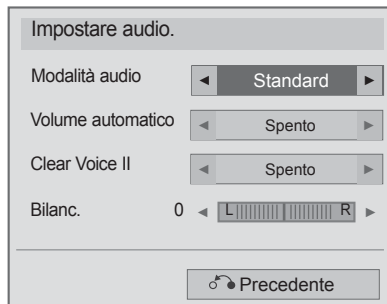 Impostare audio.
Modalità audio ◄ Standard ►
Volume automatico ◄ Spento ►
Clear Voice II ◄ Spento ►
Bilanc. 0 ◄ L R ►
Precedente